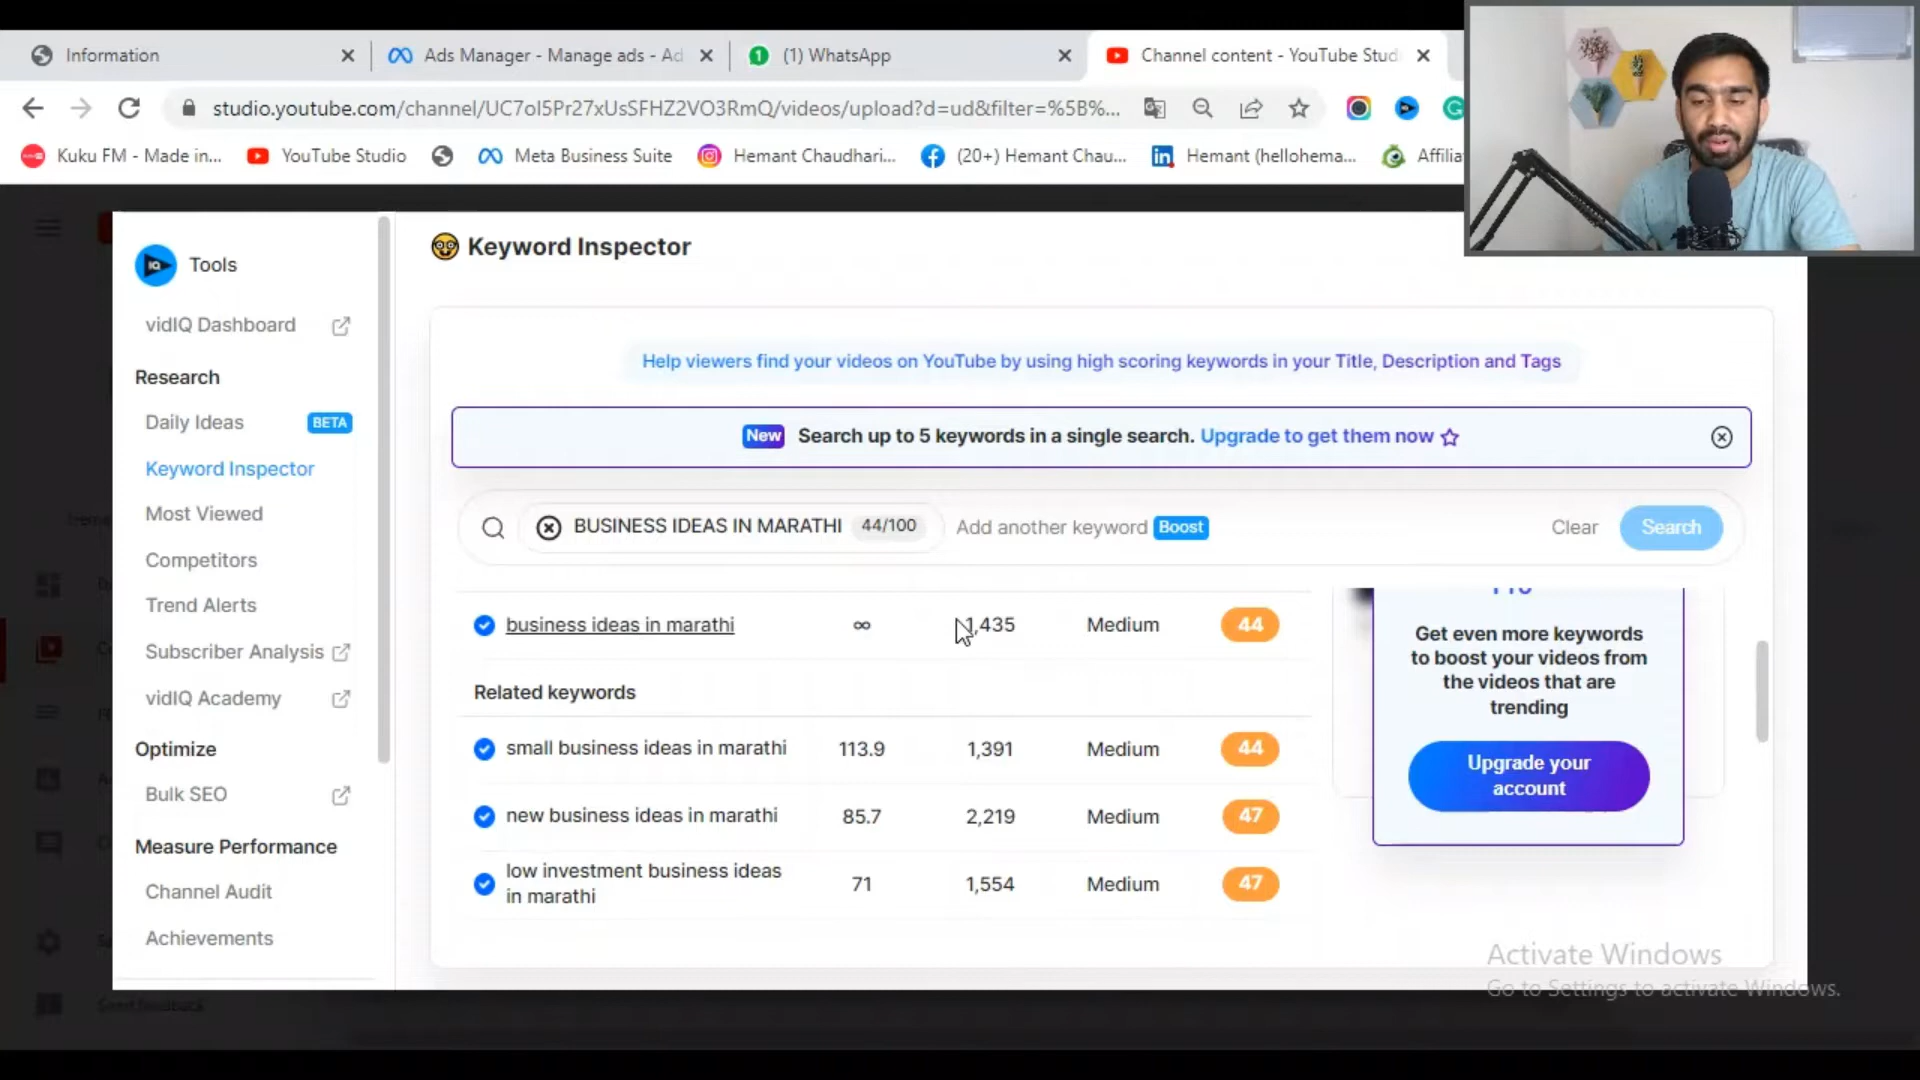 Information
Ads Manager - Manage ads - Ad
(1) WhatsApp
Channel content - YouTube Stud
studio.youtube.com/channel/UC7ol5Pr27xUsSFHZ2VO3RmQ/videos/upload?d=ud&filter=%5B%...
Kuku FM - Made in...
YouTube Studio
Meta Business Suite
Hemant Chaudhari...
(20+) Hemant Chau...
Hemant (hellohema...
Affilia
Tools
vidIQ Dashboard
Research
Daily Ideas BETA
Keyword Inspector
Most Viewed
Competitors
Trend Alerts
Subscriber Analysis
vidIQ Academy
Optimize
Bulk SEO
Measure Performance
Channel Audit
Achievements
Keyword Inspector
Help viewers find your videos on YouTube by using high scoring keywords in your Title, Description and Tags
New Search up to 5 keywords in a single search. Upgrade to get them now
BUSINESS IDEAS IN MARATHI 44/100 Add another keyword Boost Clear Search
business ideas in marathi ∞ 1,435 Medium 44
Related keywords
small business ideas in marathi 113.9 1,391 Medium 44
new business ideas in marathi 85.7 2,219 Medium 47
low investment business ideas
in marathi 71 1,554 Medium 47
Get even more keywords
to boost your videos from
the videos that are
trending
Upgrade your
account
Activate Windows
Go to Settings to activate Windows.
Send feedback